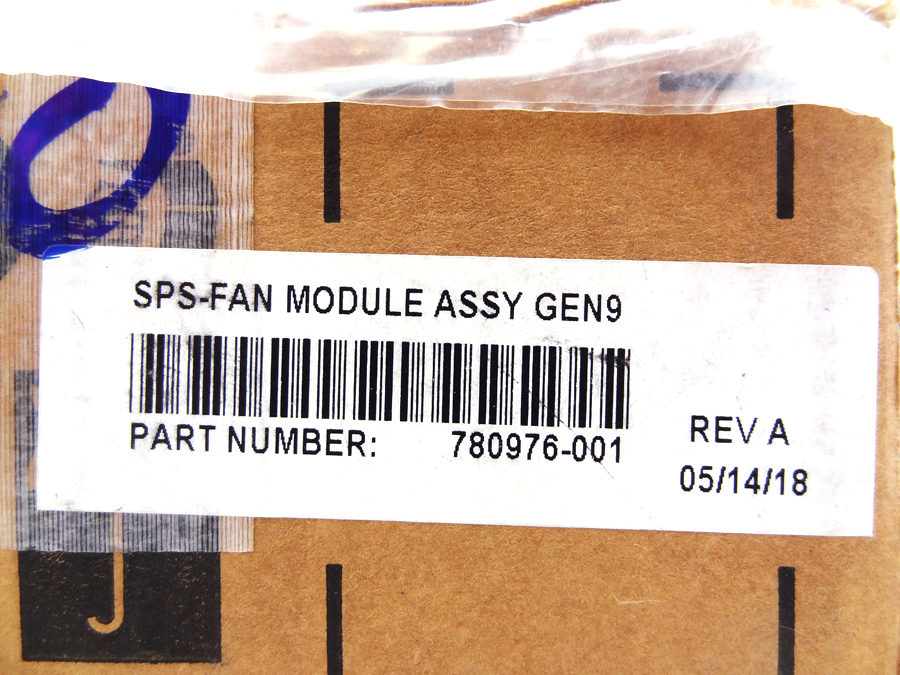 SPS-FAN MODULE ASSY GEN9
PART NUMBER: 780976-001
REV A
05/14/18